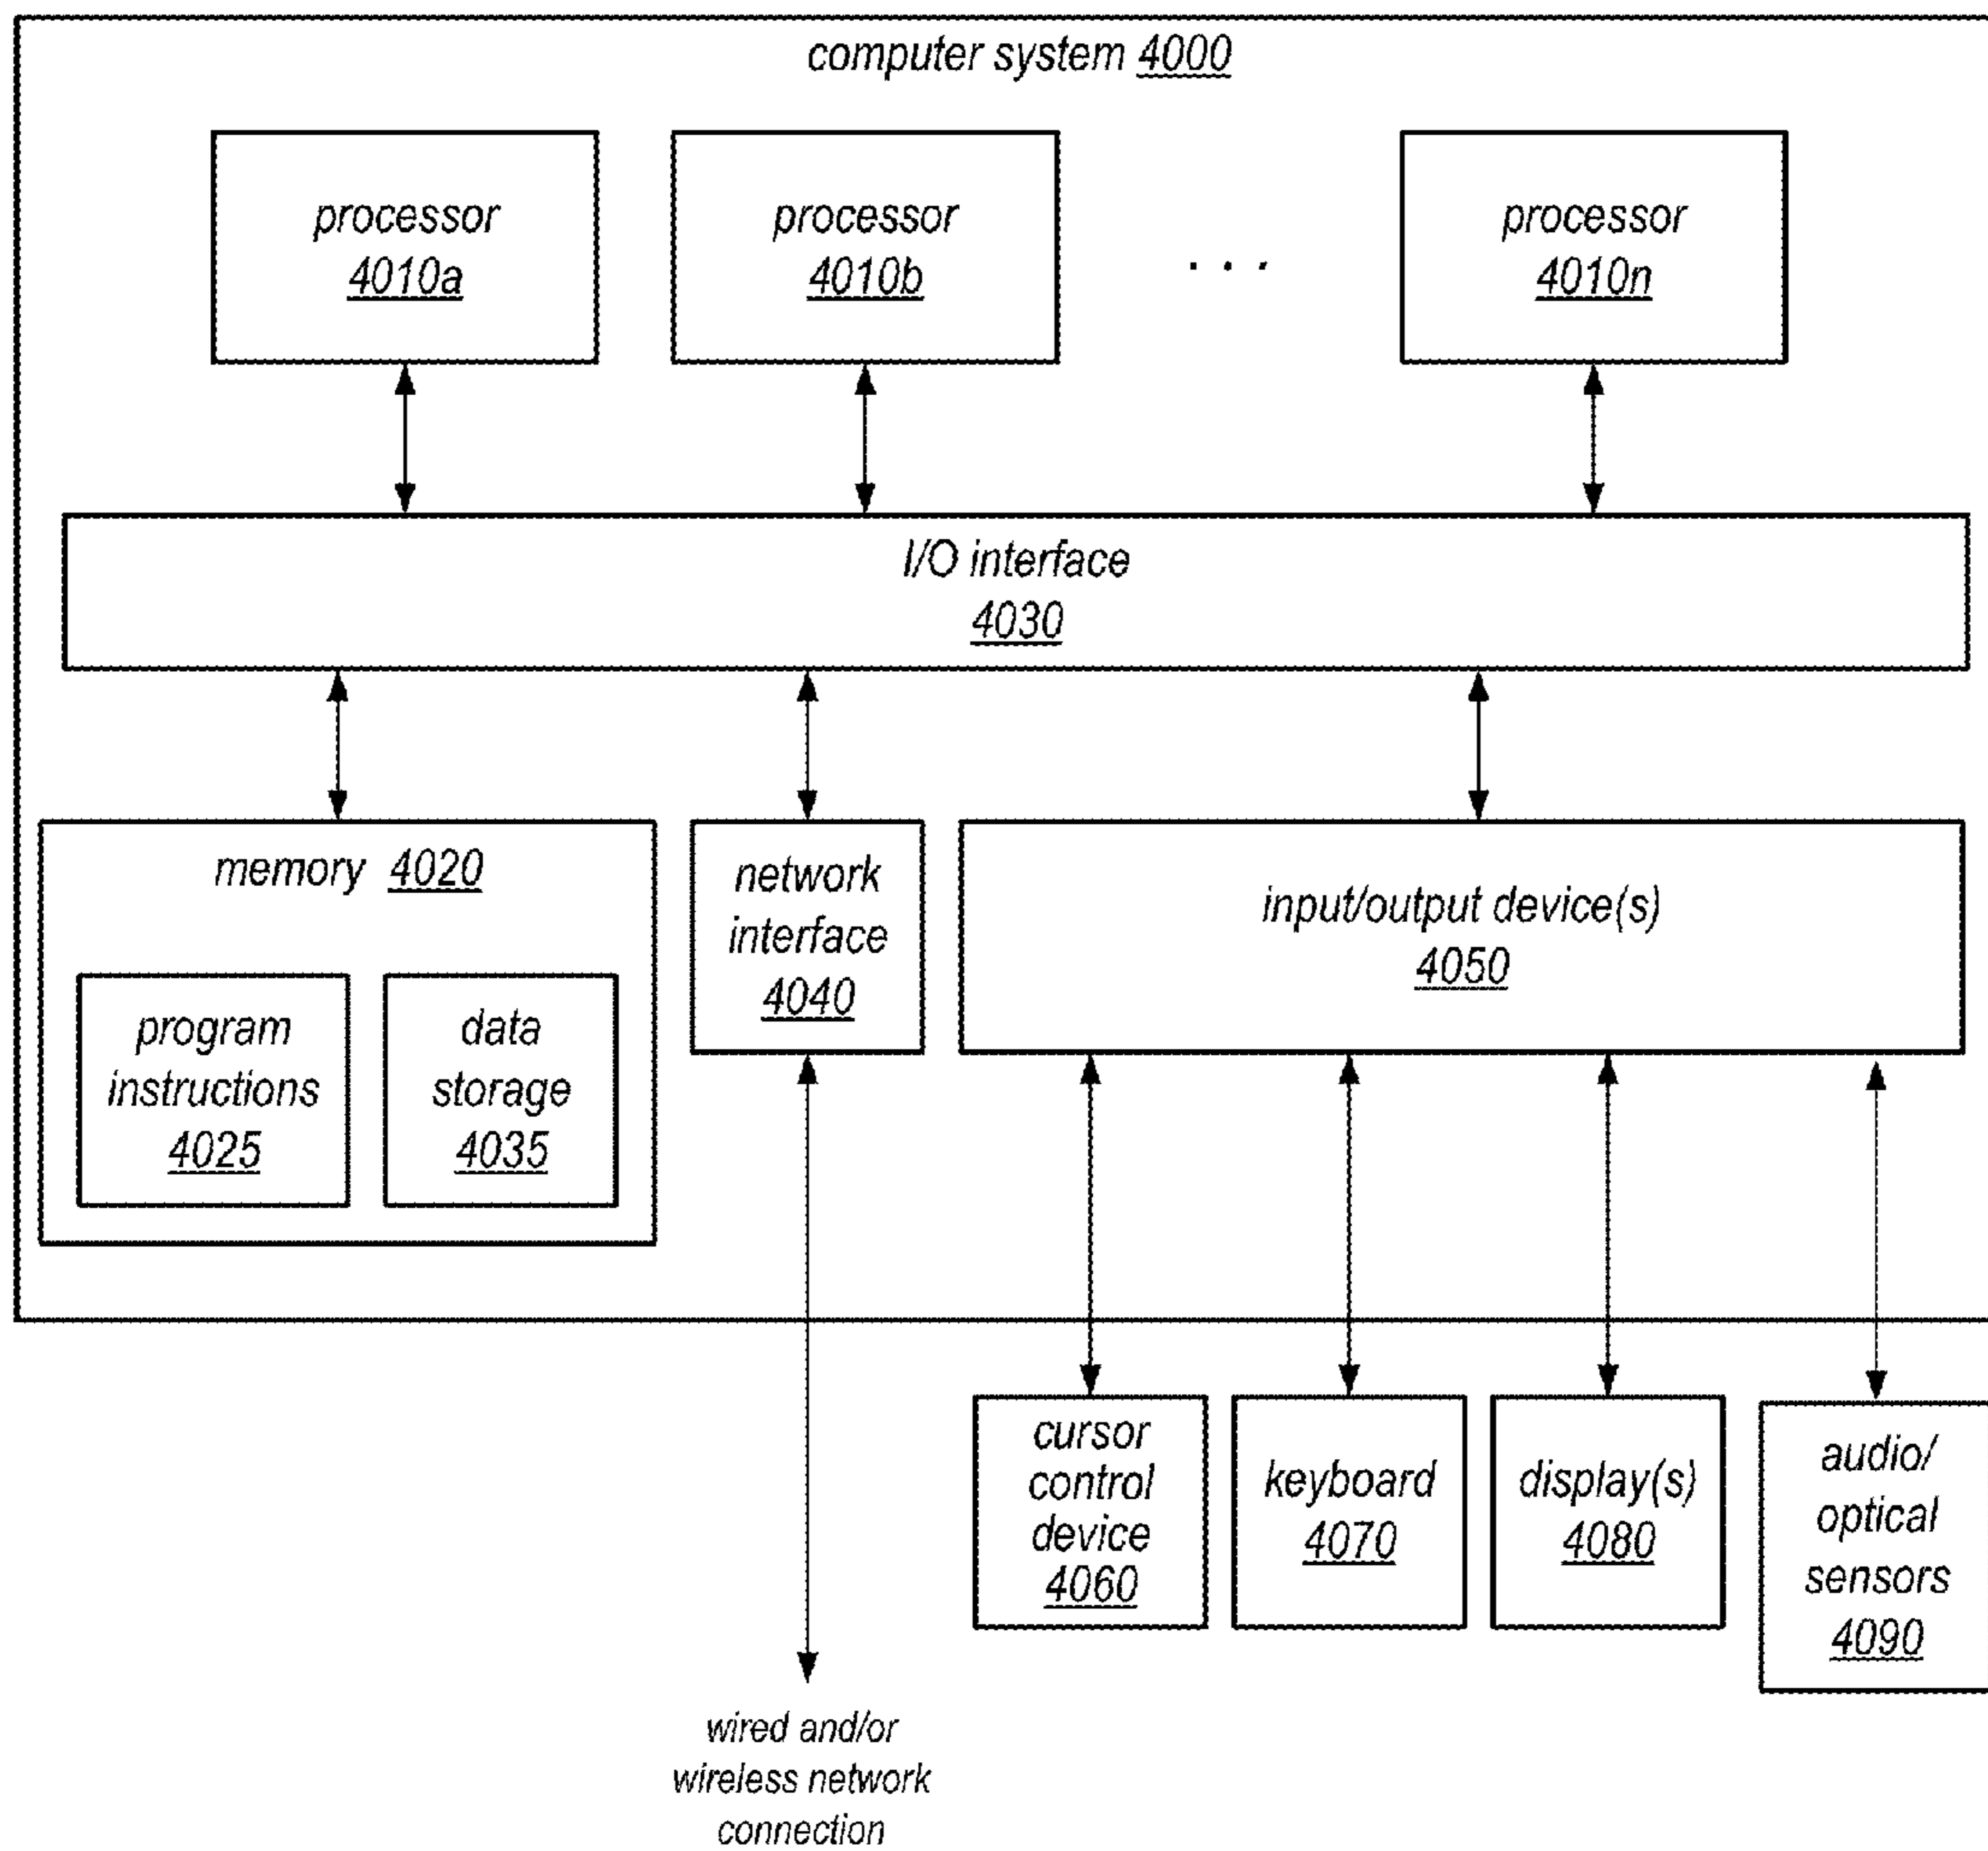 computer system 4000
processor
4010a
processor
4010b
. . .
processor
4010n
I/O interface
4030
memory 4020
program
instructions
4025
data
storage
4035
network
interface
4040
input/output device(s)
4050
cursor
control
device
4060
keyboard
4070
display(s)
4080
audio/
optical
sensors
4090
wired and/or
wireless network
connection